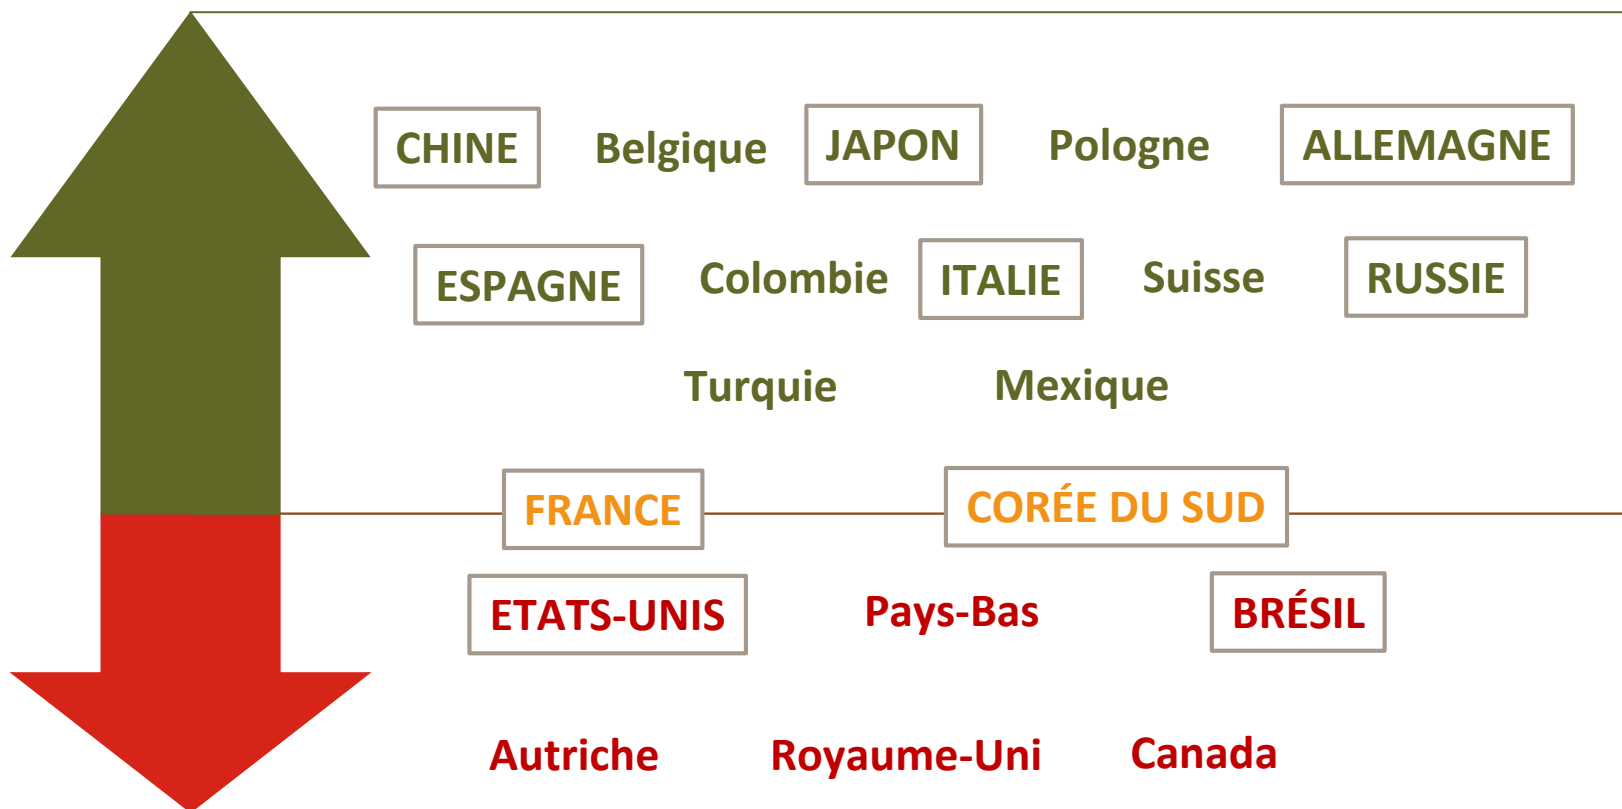 CHINE Belgique JAPON Pologne ALLEMAGNE
ESPAGNE Colombie ITALIE Suisse RUSSIE
Turquie Mexique
FRANCE CORÉE DU SUD
ETATS-UNIS Pays-Bas BRÉSIL
Autriche Royaume-Uni Canada